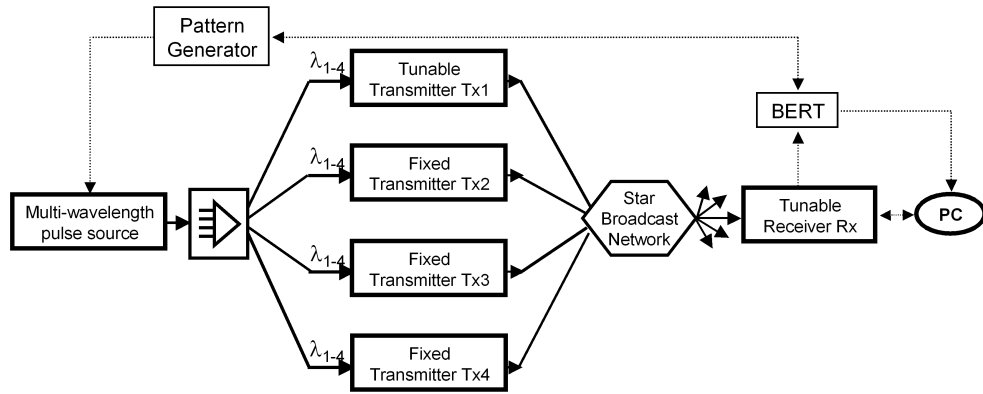 Pattern
Generator
λ1-4
Tunable
Transmitter Tx1
BERT
λ1-4
Fixed
Transmitter Tx2
Multi-wavelength
pulse source
Star
Broadcast
Network
Tunable
Receiver Rx
PC
λ1-4
Fixed
Transmitter Tx3
λ1-4
Fixed
Transmitter Tx4